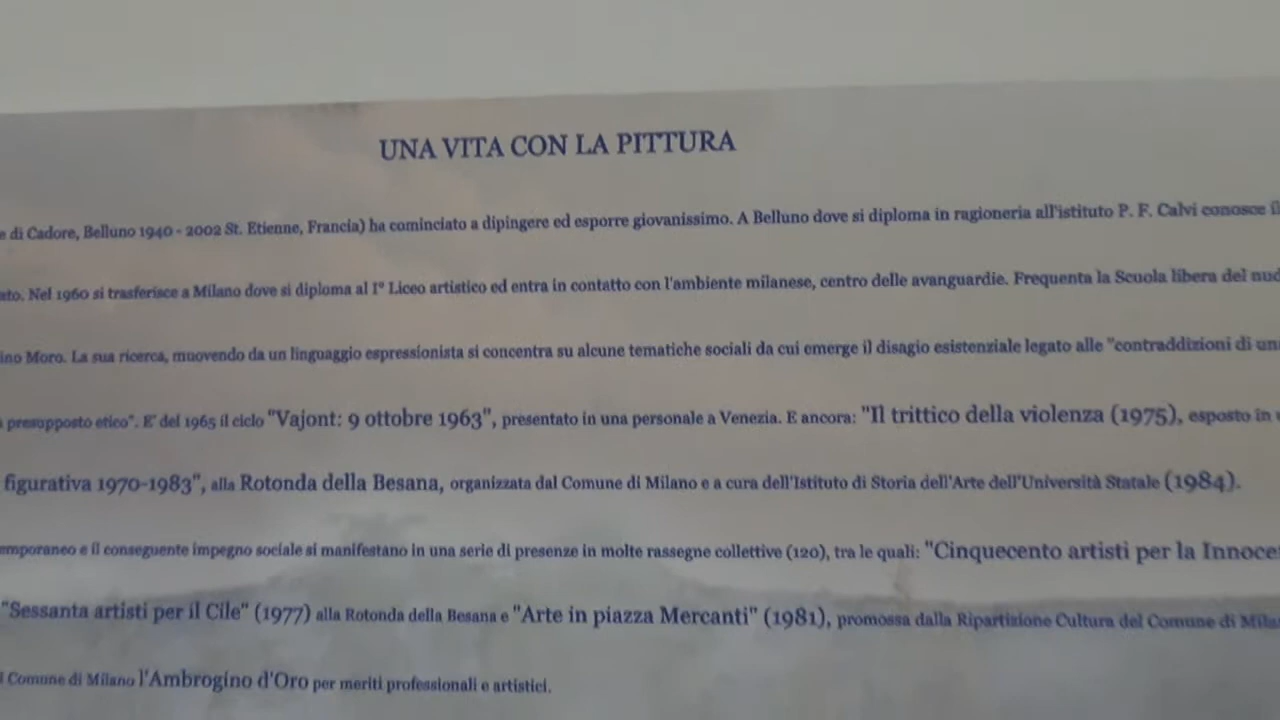 UNA VITA CON LA PITTURA
di Cadore, Belluno 1940 - 2002 St. Etienne, Francia) ha cominciato a dipingere ed esporre giovanissimo. A Belluno dove si diploma in ragioneria all'istituto P. F. Calvi conosce il
Nel 1960 si trasferisce a Milano dove si diploma al I° Liceo artistico ed entra in contatto con l'ambiente milanese, centro delle avanguardie. Frequenta la Scuola libera del
Moro. La sua ricerca, muovendo da un linguaggio espressionista si concentra su alcune tematiche sociali da cui emerge il disagio esistenziale legato alle "contraddizioni di
presupposto etico". E' del 1965 il ciclo "Vajont: 9 ottobre 1963", presentato in una personale a Venezia. E ancora: "Il trittico della violenza (1975), esposto in
figurativa 1970-1983", alla Rotonda della Besana, organizzata dal Comune di Milano e a cura dell'Istituto di Storia dell'Arte dell'Università Statale (1984).
e il conseguente impegno sociale si manifestano in una serie di presenze in molte rassegne collettive (120), tra le quali: "Cinquecento artisti per la
"Sessanta artisti per il Cile" (1977) alla Rotonda della Besana e "Arte in piazza Mercanti" (1981), promossa dalla Ripartizione Cultura del Comune di
Comune di Milano l'Ambrogino d'Oro per meriti professionali e artistici.